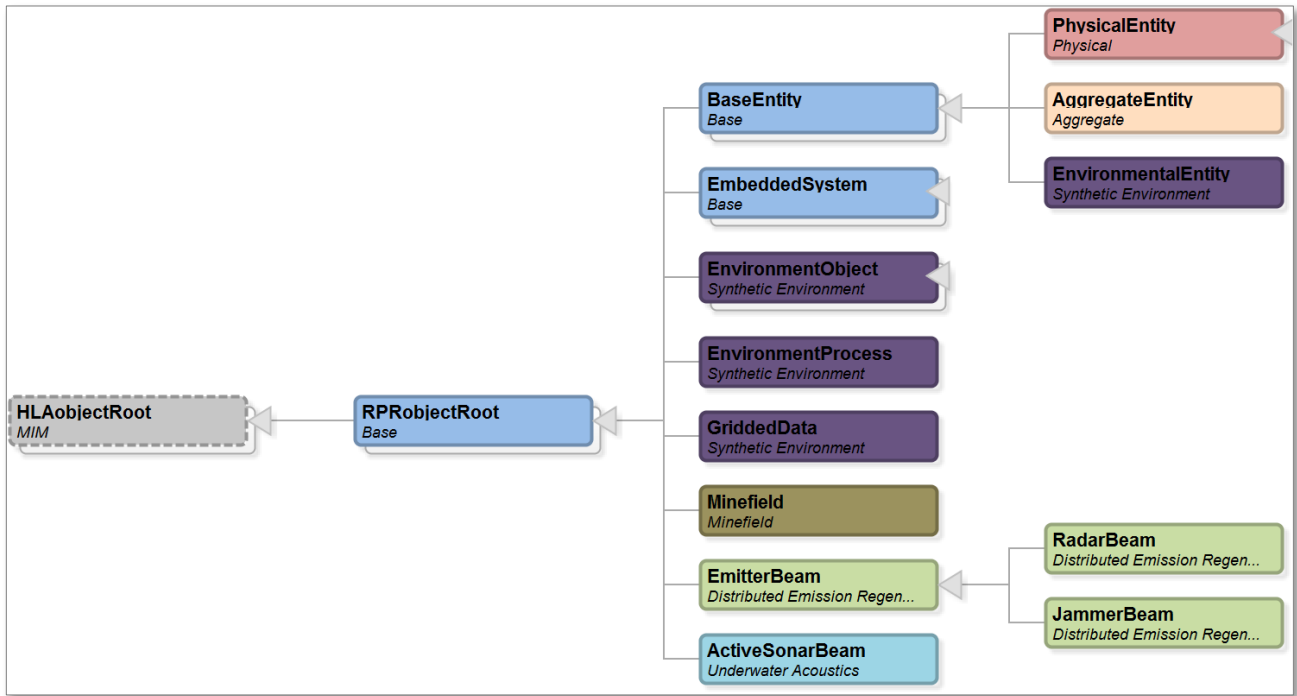 PhysicalEntity
Physical
BaseEntity
Base
AggregateEntity
Aggregate
EmbeddedSystem
Base
EnvironmentalEntity
Synthetic Environment
EnvironmentObject
Synthetic Environment
EnvironmentProcess
Synthetic Environment
HLAobjectRoot
MIM
RPRobjectRoot
Base
GriddedData
Synthetic Environment
Minefield
Minefield
EmitterBeam
Distributed Emission Regen...
RadarBeam
Distributed Emission Regen...
JammerBeam
Distributed Emission Regen...
ActiveSonarBeam
Underwater Acoustics